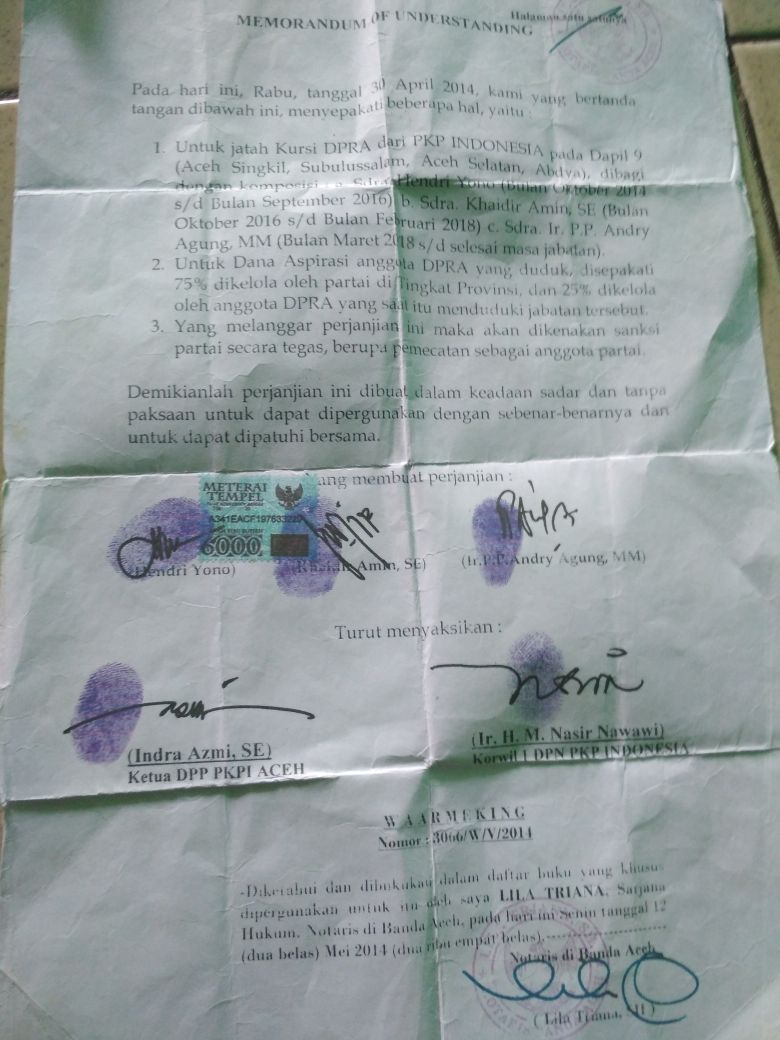 Halaman satu satunya
MEMORANDUM OF UNDERSTANDING
Pada hari ini, Rabu, tanggal 30 April 2014, kami yang bertanda
tangan dibawah ini, menyepakati beberapa hal, yaitu :
1. Untuk jatah Kursi DPRA dari PKP INDONESIA pada Dapil 9
(Aceh Singkil, Subulussalam, Aceh Selatan, Abdya), dibagi
dengan komposisi : a. Sdra. Hendri Yono (Bulan Oktober 2014
s/d Bulan September 2016) b. Sdra. Khaidir Amin, SE (Bulan
Oktober 2016 s/d Bulan Februari 2018) c. Sdra. Ir. P.P. Andry
Agung, MM (Bulan Maret 2018 s/d selesai masa jabatan).
2. Untuk Dana Aspirasi anggota DPRA yang duduk, disepakati
75% dikelola oleh partai di Tingkat Provinsi, dan 25% dikelola
oleh anggota DPRA yang saat itu menduduki jabatan tersebut.
3. Yang melanggar perjanjian ini maka akan dikenakan sanksi
partai secara tegas, berupa pemecatan sebagai anggota partai.
Demikianlah perjanjian ini dibuat dalam keadaan sadar dan tanpa
paksaan untuk dapat dipergunakan dengan sebenar-benarnya dan
untuk dapat dipatuhi bersama.
yang membuat perjanjian :
METERAI
TEMPEL
6000
(Hendri Yono) (Khaidir Amin, SE) (Ir.P.P.Andry Agung, MM)
Turut menyaksikan :
(Indra Azmi, SE) (Ir. H. M. Nasir Nawawi)
Ketua DPP PKPI ACEH Korwil I DPN PKP INDONESIA
WAARMEKING
Nomor : 3066/W/V/2014
-Diketahui dan dibukukan dalam daftar buku yang khusus
dipergunakan untuk itu oleh saya LILA TRIANA, Sarjana
Hukum, Notaris di Banda Aceh, pada hari ini Senin tanggal 12
(dua belas) Mei 2014 (dua ribu empat belas).--------------------
Notaris di Banda Aceh
( Lila Triana, SH )